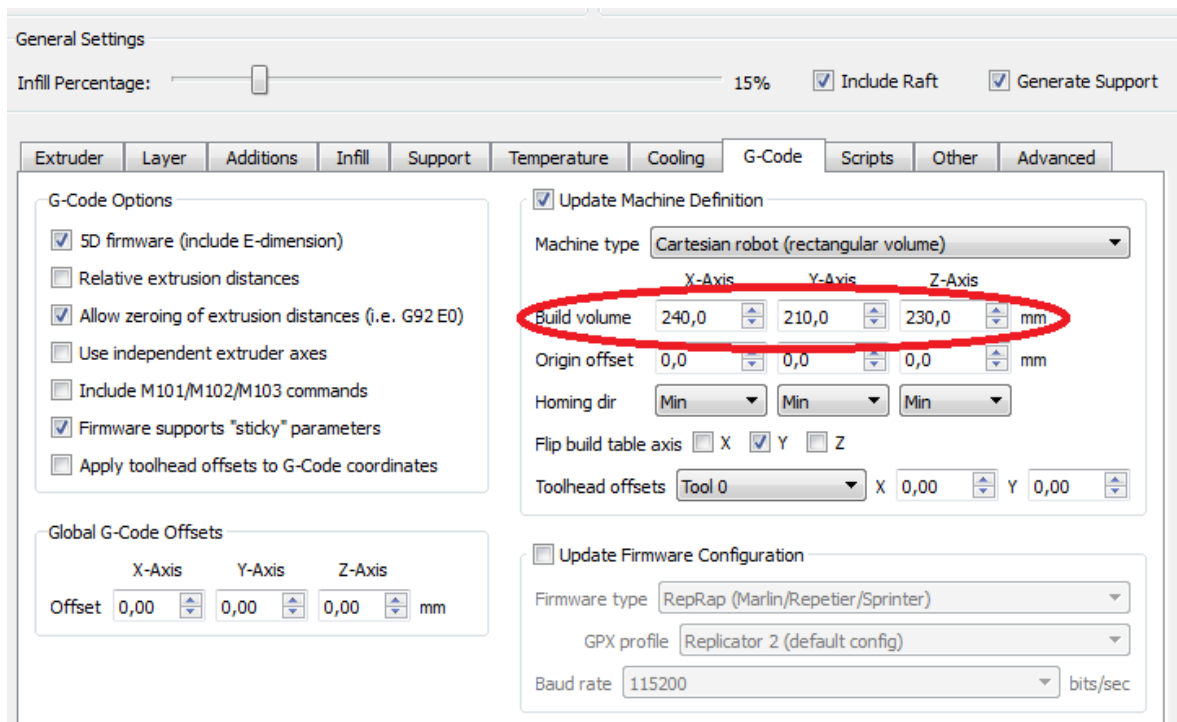 General Settings
Infill Percentage: 15% Include Raft Generate Support
Extruder Layer Additions Infill Support Temperature Cooling G-Code Scripts Other Advanced
G-Code Options
5D firmware (include E-dimension)
Relative extrusion distances
Allow zeroing of extrusion distances (i.e. G92 E0)
Use independent extruder axes
Include M101/M102/M103 commands
Firmware supports "sticky" parameters
Apply toolhead offsets to G-Code coordinates
Global G-Code Offsets
X-Axis Y-Axis Z-Axis
Offset 0,00 0,00 0,00 mm
Update Machine Definition
Machine type Cartesian robot (rectangular volume)
X-Axis Y-Axis Z-Axis
Build volume 240,0 210,0 230,0 mm
Origin offset 0,0 0,0 0,0 mm
Homing dir Min Min Min
Flip build table axis X Y Z
Toolhead offsets Tool 0 X 0,00 Y 0,00
Update Firmware Configuration
Firmware type RepRap (Marlin/Repetier/Sprinter)
GPX profile Replicator 2 (default config)
Baud rate 115200 bits/sec